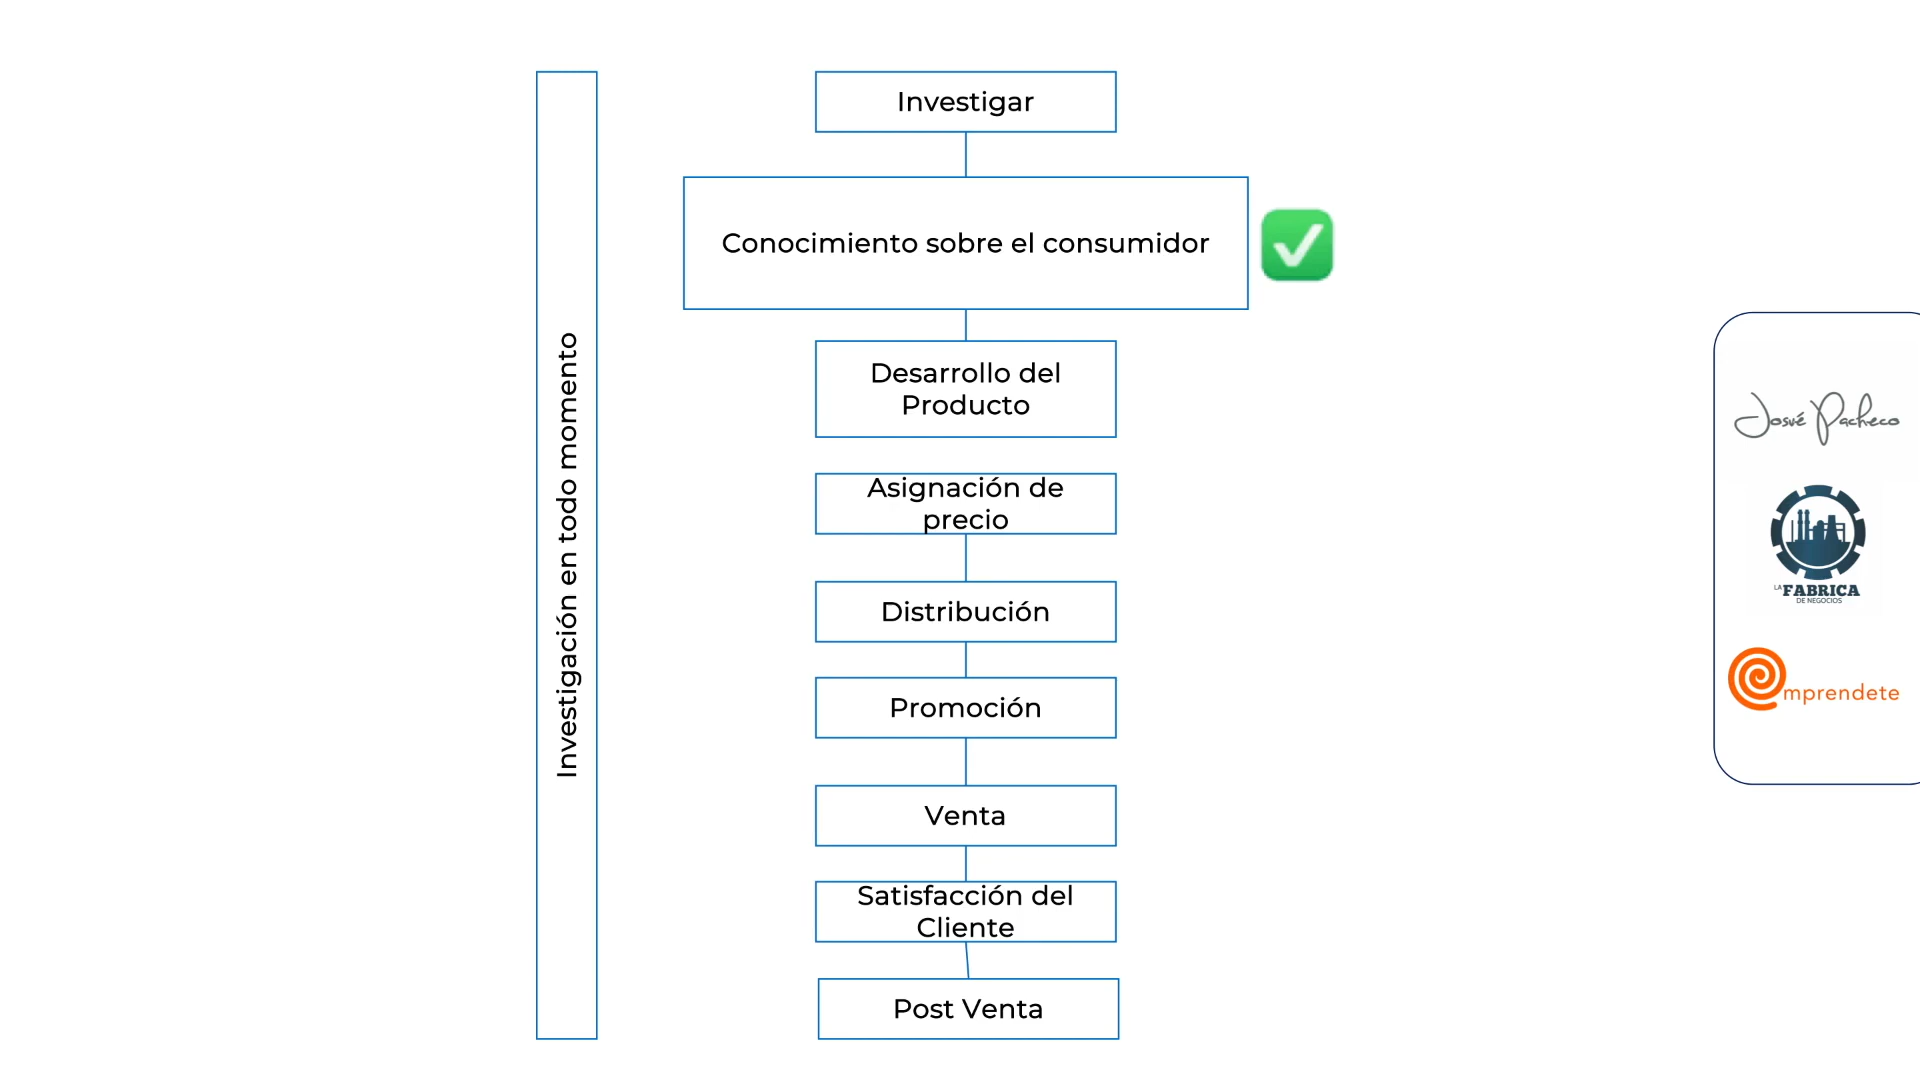 Investigación en todo momento
Investigar
Conocimiento sobre el consumidor
Desarrollo del
Producto
Asignación de
precio
Distribución
Promoción
Venta
Satisfacción del
Cliente
Post Venta
Josué Pacheco
LA
FABRICA
DE NEGOCIOS
mprendete